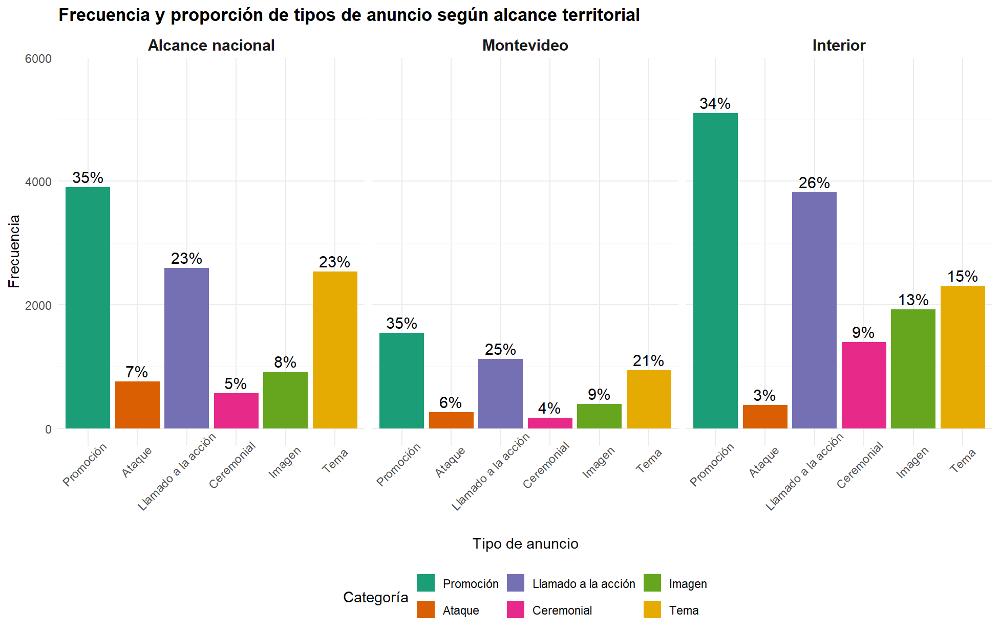 Frecuencia y proporción de tipos de anuncio según alcance territorial
Alcance nacional
Montevideo
Interior
Frecuencia
6000
4000
2000
0
35%
7%
23%
5%
8%
23%
35%
6%
25%
4%
9%
21%
34%
3%
26%
9%
13%
15%
Promoción
Ataque
Llamado a la acción
Ceremonial
Imagen
Tema
Promoción
Ataque
Llamado a la acción
Ceremonial
Imagen
Tema
Promoción
Ataque
Llamado a la acción
Ceremonial
Imagen
Tema
Tipo de anuncio
Categoría
Promoción
Llamado a la acción
Imagen
Ataque
Ceremonial
Tema